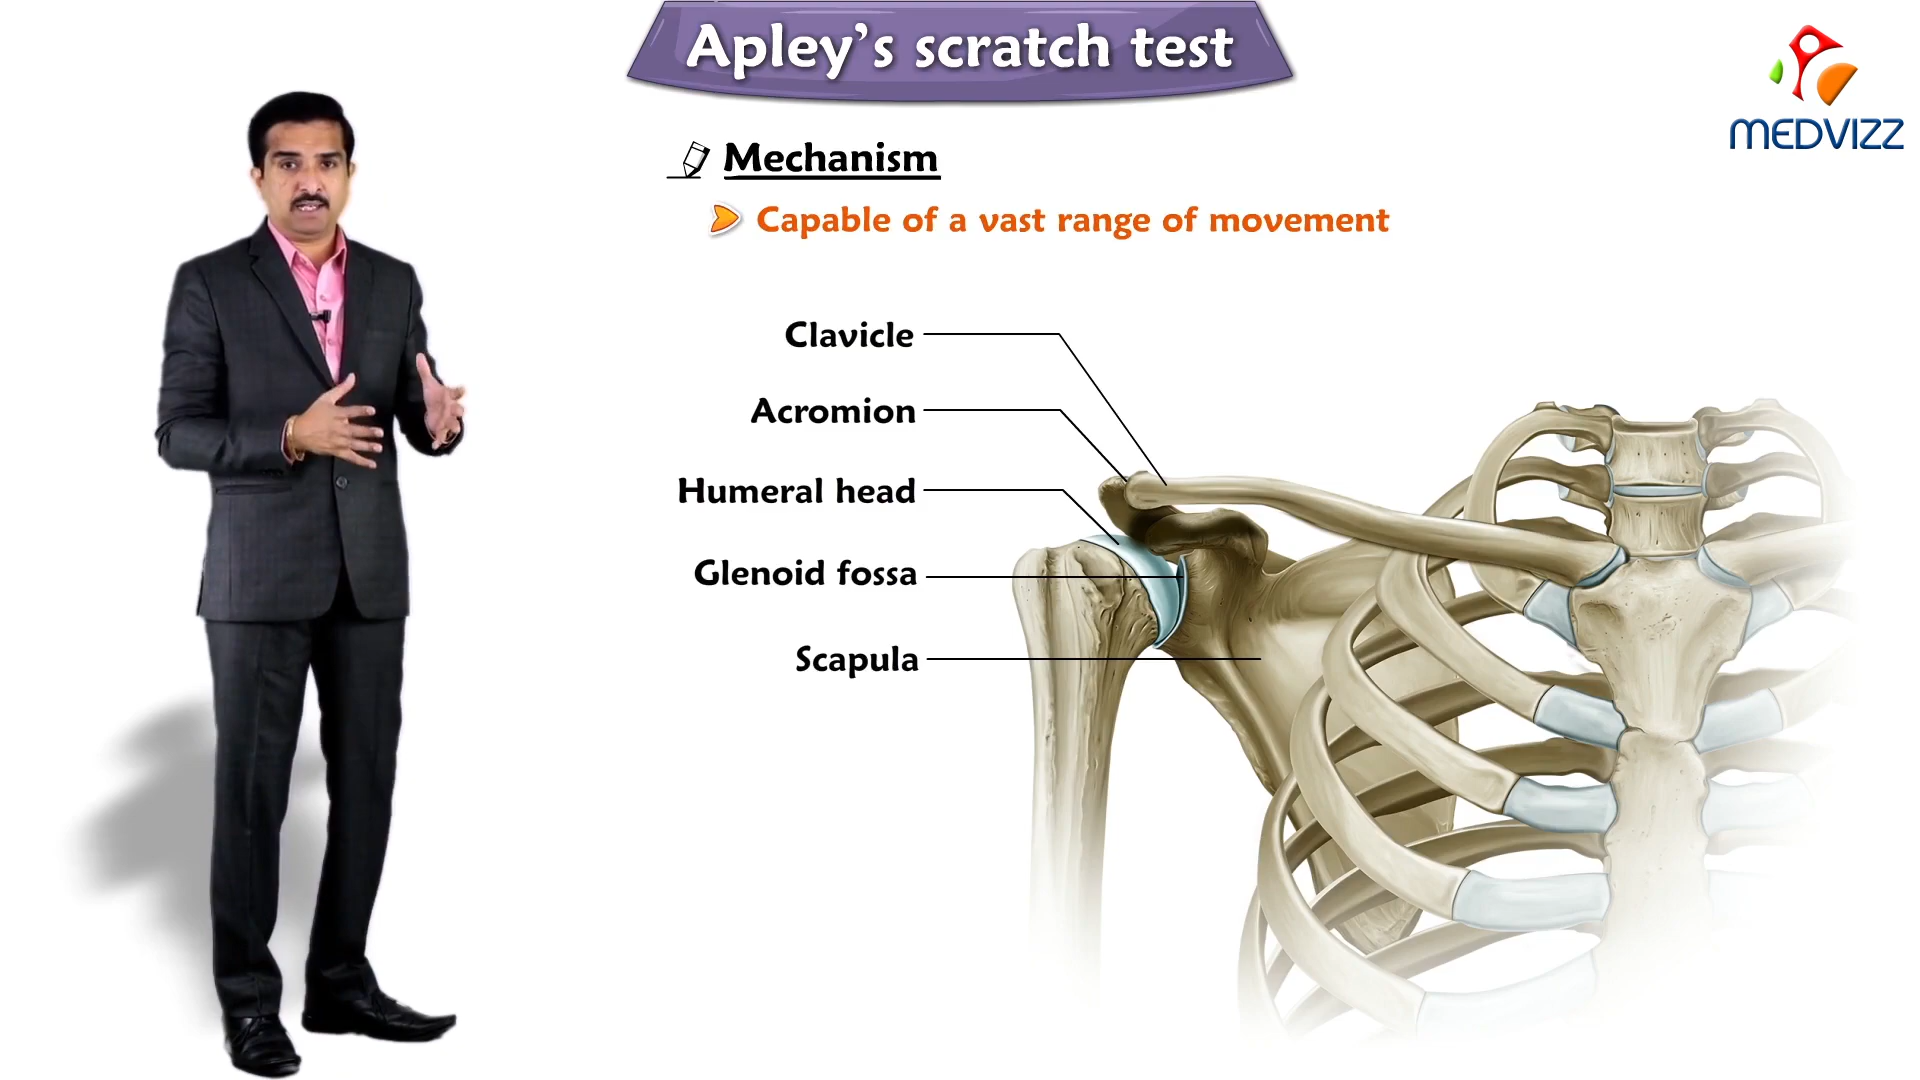 Apley's scratch test
MEDVIZZ
Mechanism
Capable of a vast range of movement
Clavicle
Acromion
Humeral head
Glenoid fossa
Scapula